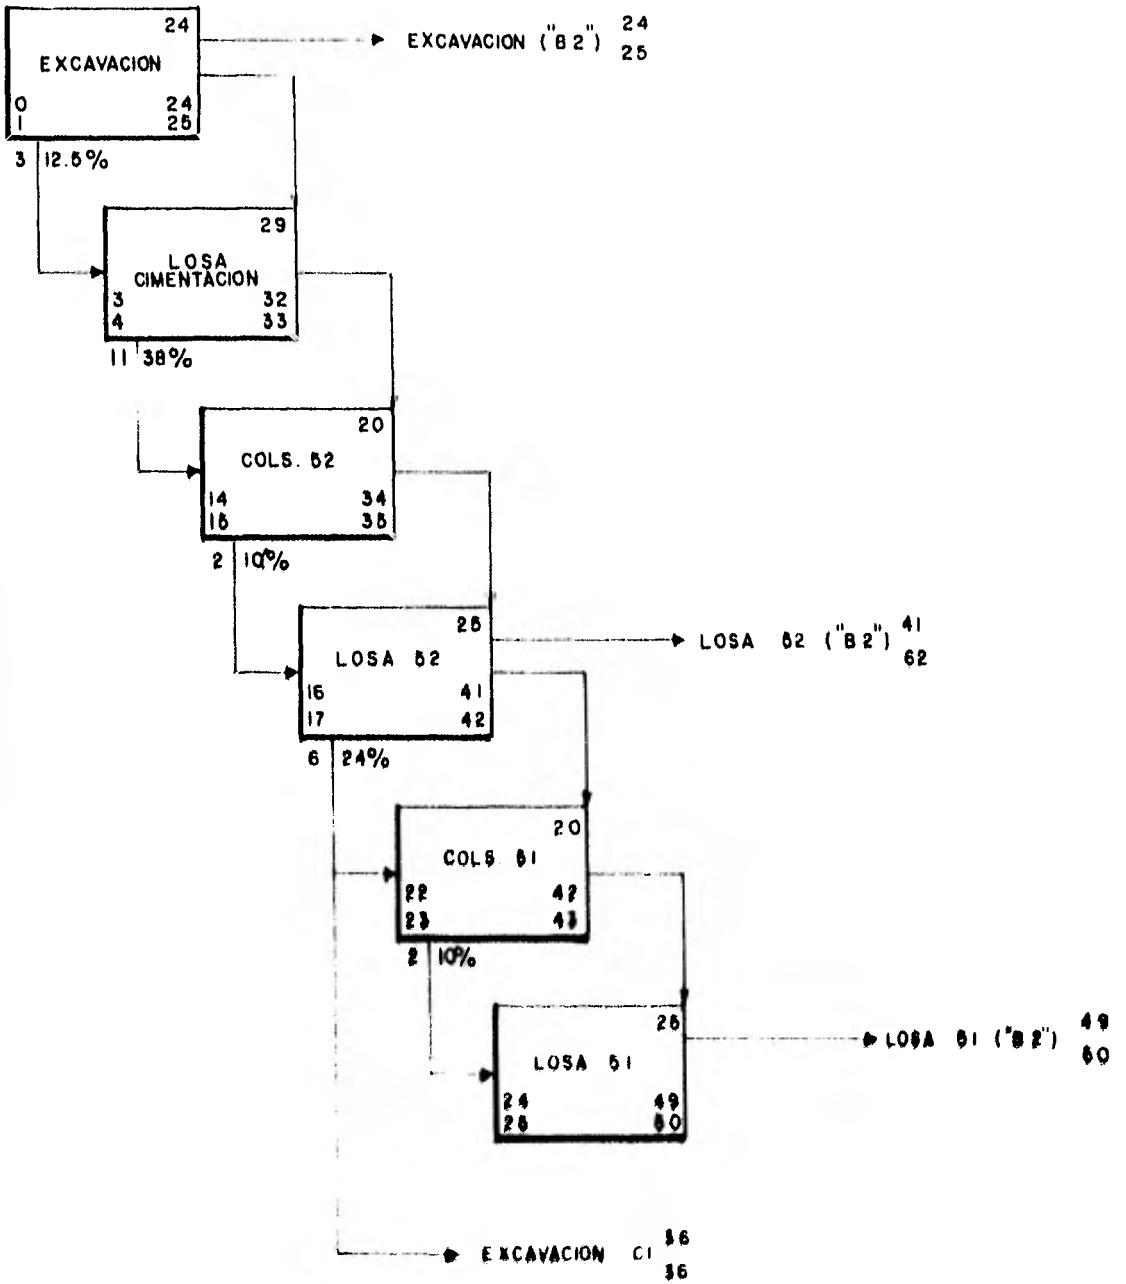 24
EXCAVACION
0 24
1 25
EXCAVACION ("B2") 24
25
3 12.5%
29
LOSA
CIMENTACION
3 32
4 33
11 38%
20
COLS. S2
14 34
15 35
2 10%
25
LOSA S2
16 41
17 42
LOSA S2 ("B2") 41
62
6 24%
20
COLS S1
22 42
23 43
2 10%
25
LOSA S1
24 49
25 50
LOSA S1 ("B2") 49
50
EXCAVACION C1 36
36